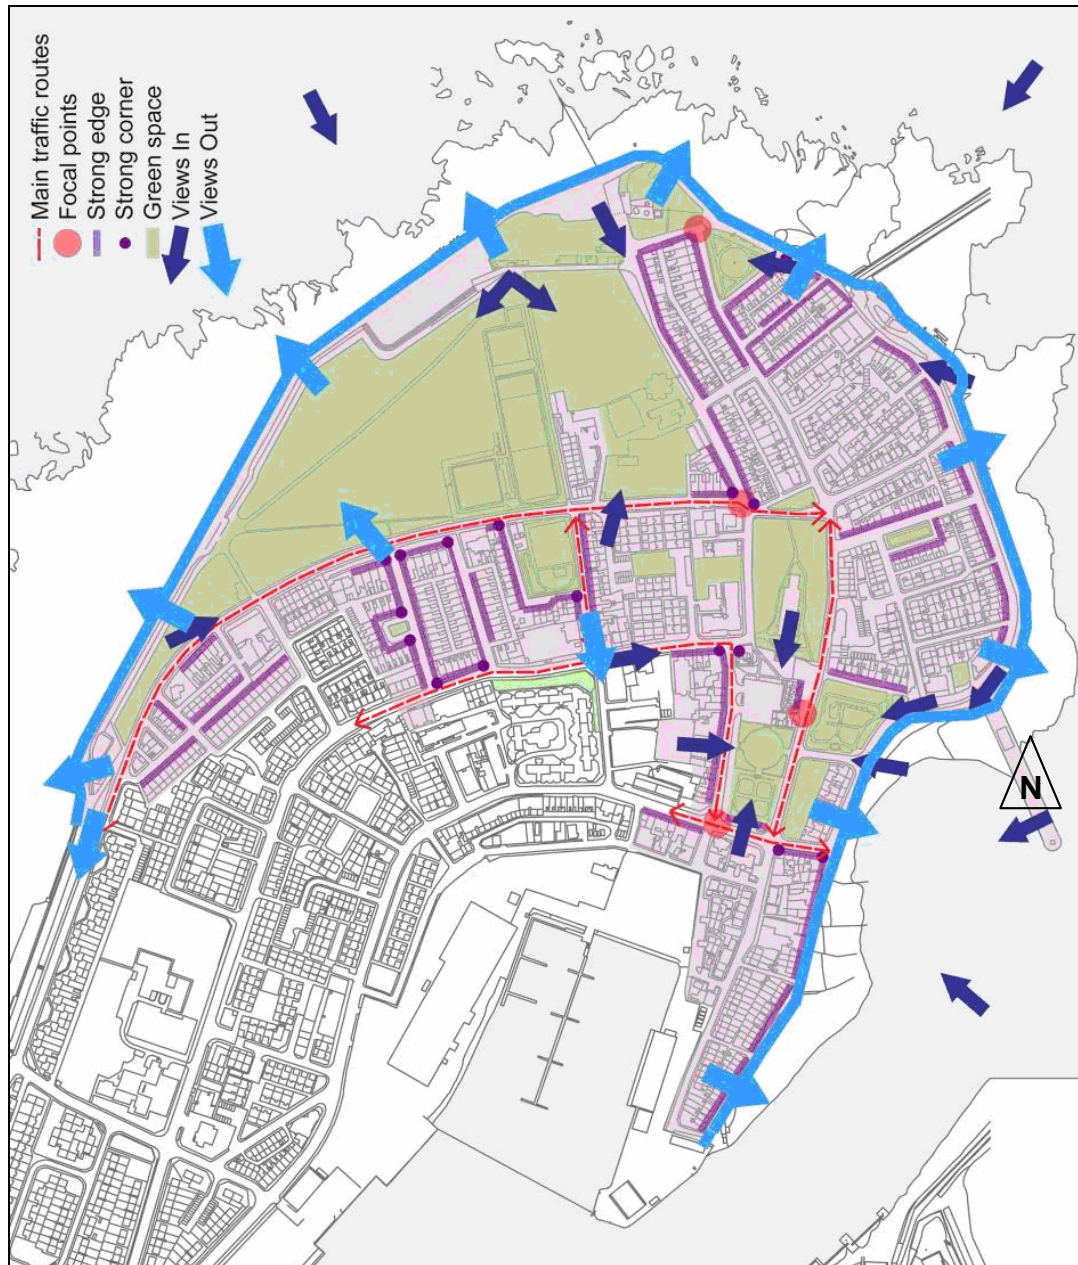 Main traffic routes
Focal points
Strong edge
Strong corner
Green space
Views In
Views Out
N